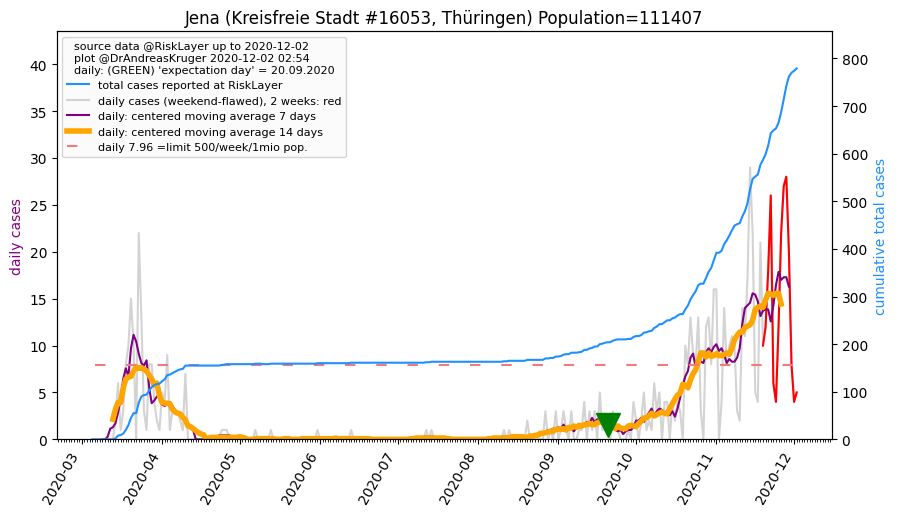 Jena (Kreisfreie Stadt #16053, Thüringen) Population=111407
source data @RiskLayer up to 2020-12-02
plot @DrAndreasKruger 2020-12-02 02:54
daily: (GREEN) 'expectation day' = 20.09.2020
total cases reported at RiskLayer
daily cases (weekend-flawed), 2 weeks: red
daily: centered moving average 7 days
daily: centered moving average 14 days
daily 7.96 =limit 500/week/1mio pop.
daily cases
40
35
30
25
20
15
10
5
0
800
700
600
500
400
300
200
100
0
cumulative total cases
2020-03
2020-04
2020-05
2020-06
2020-07
2020-08
2020-09
2020-10
2020-11
2020-12